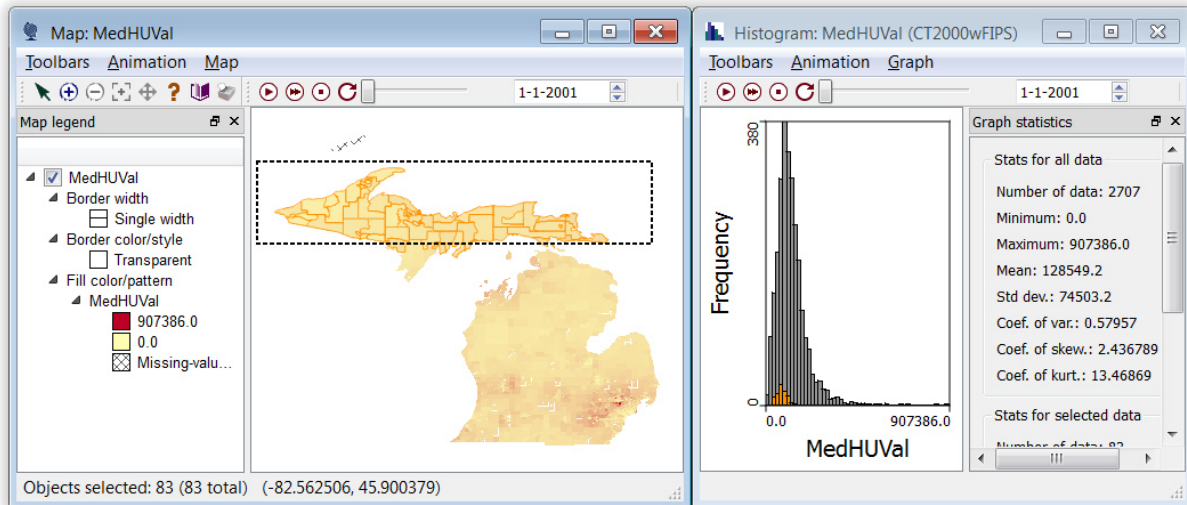 Map: MedHUVal
Toolbars Animation Map
1-1-2001
Map legend
MedHUVal
Border width
Single width
Border color/style
Transparent
Fill color/pattern
MedHUVal
907386.0
0.0
Missing-valu...
Objects selected: 83 (83 total) (-82.562506, 45.900379)
Histogram: MedHUVal (CT2000wFIPS)
Toolbars Animation Graph
1-1-2001
380
Frequency
0
0.0 907386.0
MedHUVal
Graph statistics
Stats for all data
Number of data: 2707
Minimum: 0.0
Maximum: 907386.0
Mean: 128549.2
Std dev.: 74503.2
Coef. of var.: 0.57957
Coef. of skew.: 2.436789
Coef. of kurt.: 13.46869
Stats for selected data
Number of data: 83